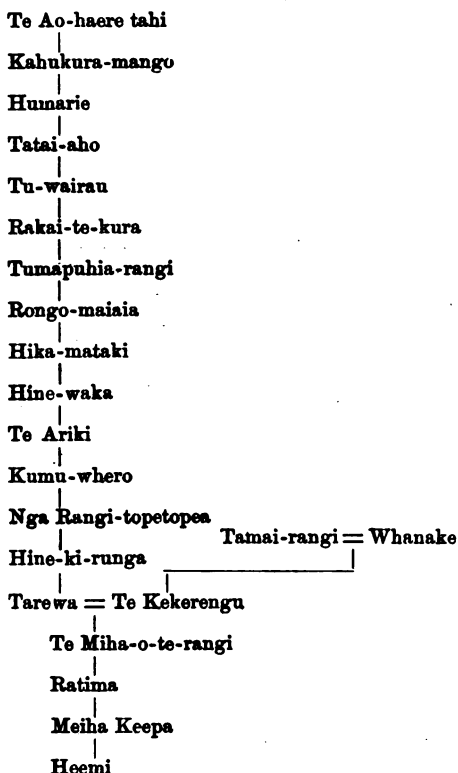 Te Ao-haere tahi
Kahukura-mango
Humarie
Tatai-aho
Tu-wairau
Rakai-te-kura
Tumapuhia-rangi
Rongo-maiaia
Hika-mataki
Hine-waka
Te Ariki
Kumu-whero
Nga Rangi-topetopea
Tamai-rangi = Whanake
Hine-ki-runga
Tarewa = Te Kekerengu
Te Miha-o-te-rangi
Ratima
Meiha Keepa
Heemi